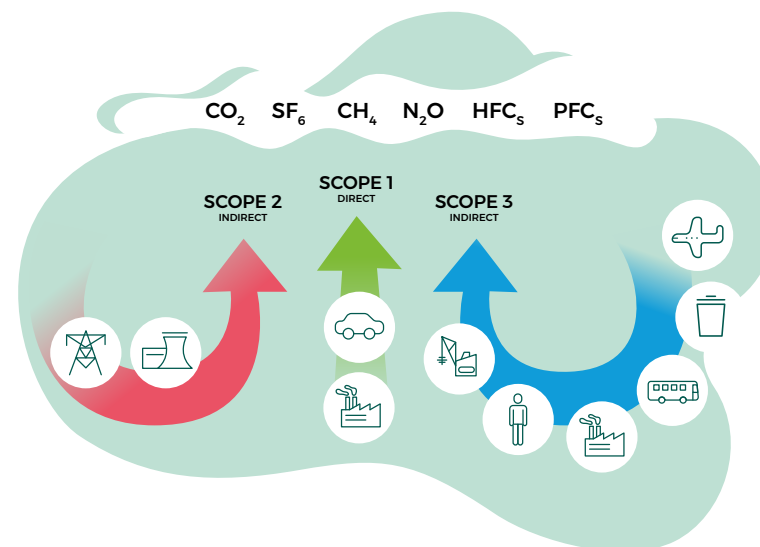 CO₂ SF₆ CH₄ N₂O HFCₛ PFCₛ
SCOPE 2
INDIRECT
SCOPE 1
DIRECT
SCOPE 3
INDIRECT